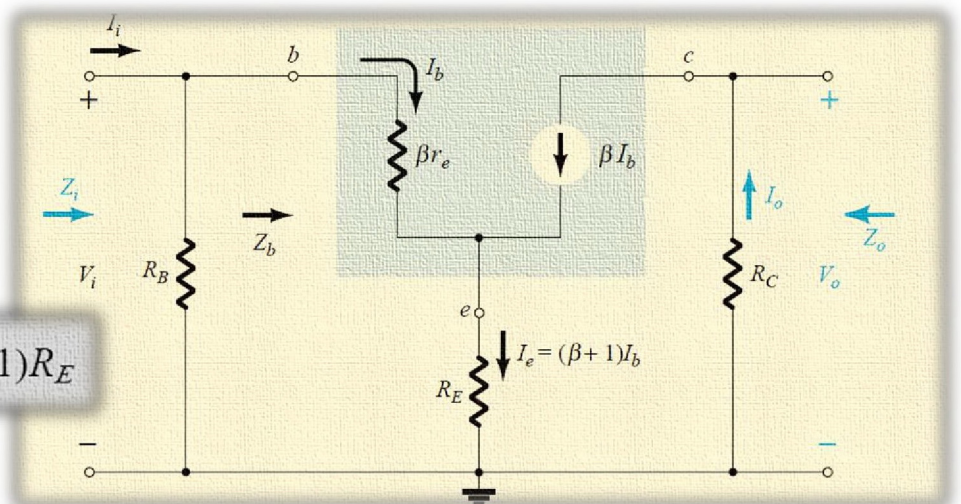 I_i
b
I_b
c
+
+
βr_e
βI_b
Z_i
Z_b
I_o
Z_o
V_i
R_B
R_C
V_o
e
1)R_E
I_e = (β + 1)I_b
R_E
−
−